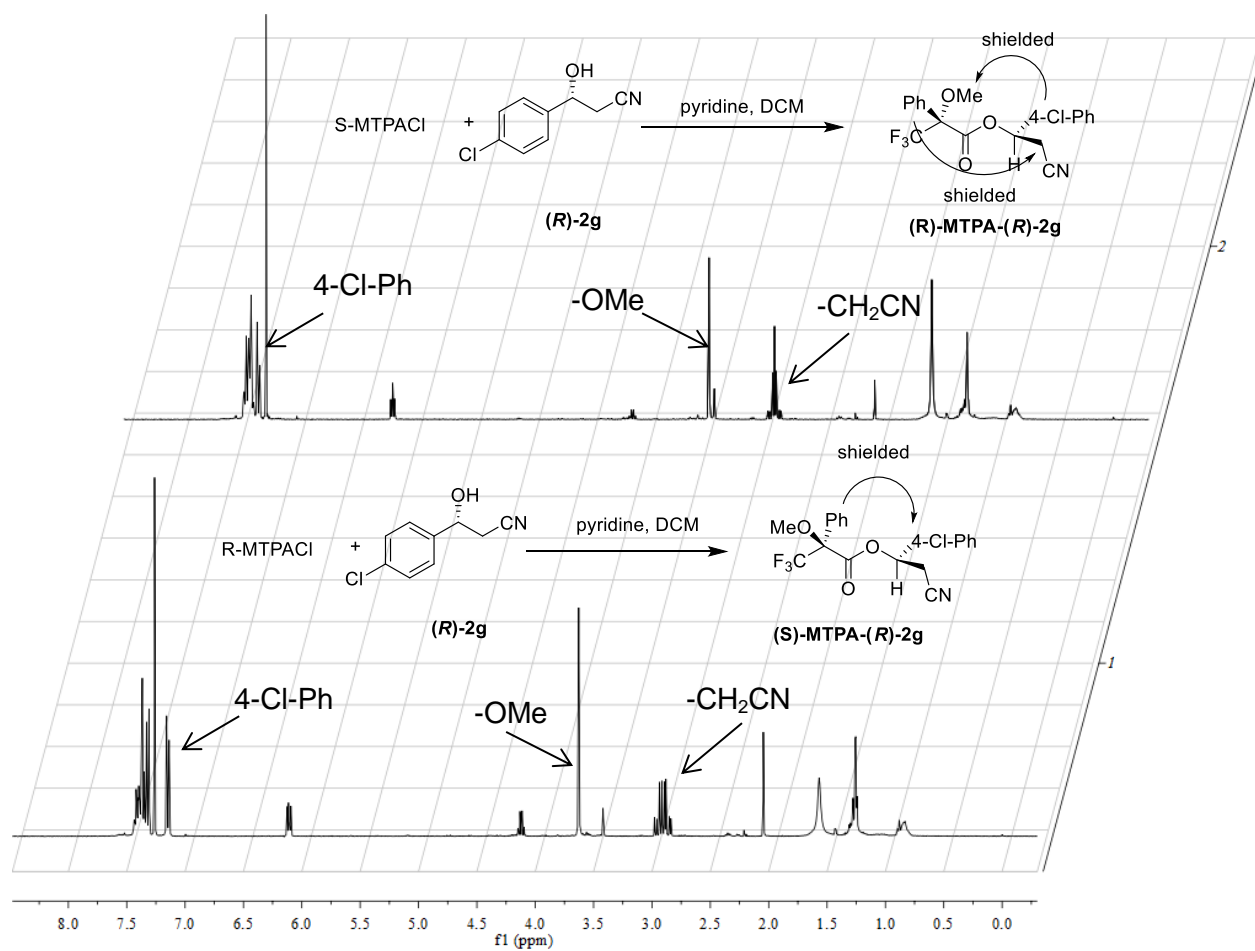 shielded
OH
CN
Cl
S-MTPACl
+
pyridine, DCM
Ph
OMe
F3C
O
O
4-Cl-Ph
H
CN
shielded
(R)-2g
(R)-MTPA-(R)-2g
2
4-Cl-Ph
-OMe
-CH2CN
shielded
OH
CN
Cl
R-MTPACl
+
pyridine, DCM
MeO
Ph
F3C
O
O
4-Cl-Ph
H
CN
(R)-2g
(S)-MTPA-(R)-2g
1
4-Cl-Ph
-OMe
-CH2CN
8.0 7.5 7.0 6.5 6.0 5.5 5.0 4.5 4.0 3.5 3.0 2.5 2.0 1.5 1.0 0.5 0.0
f1 (ppm)